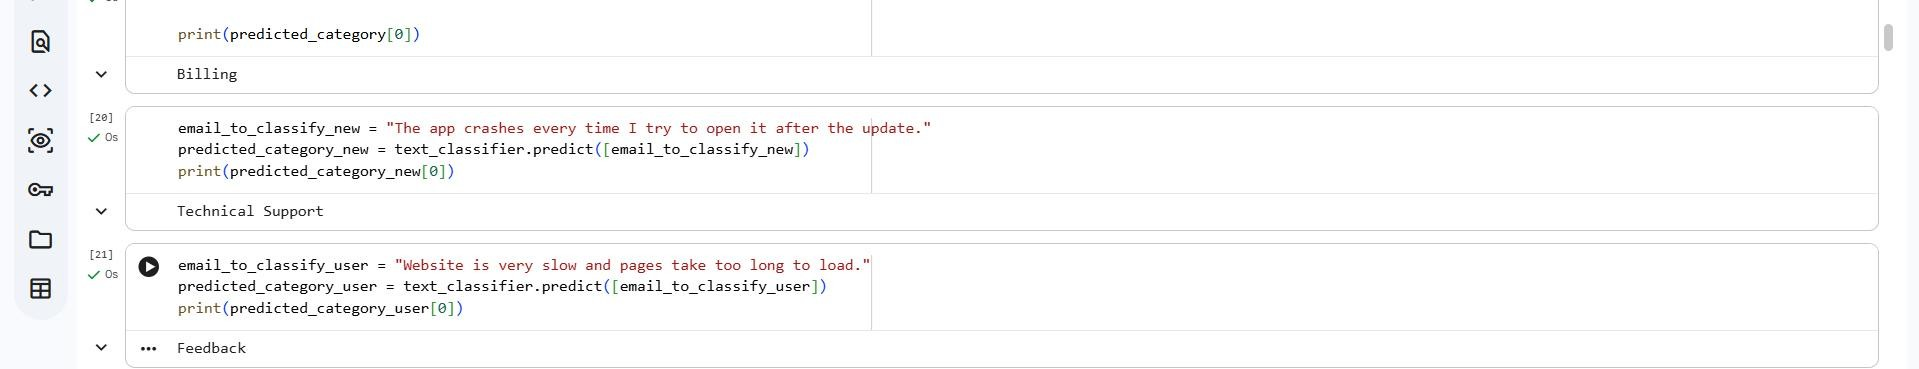 print(predicted_category[0])
Billing
[20]
0s
email_to_classify_new = "The app crashes every time I try to open it after the update."
predicted_category_new = text_classifier.predict([email_to_classify_new])
print(predicted_category_new[0])
Technical Support
[21]
0s
email_to_classify_user = "Website is very slow and pages take too long to load."
predicted_category_user = text_classifier.predict([email_to_classify_user])
print(predicted_category_user[0])
Feedback